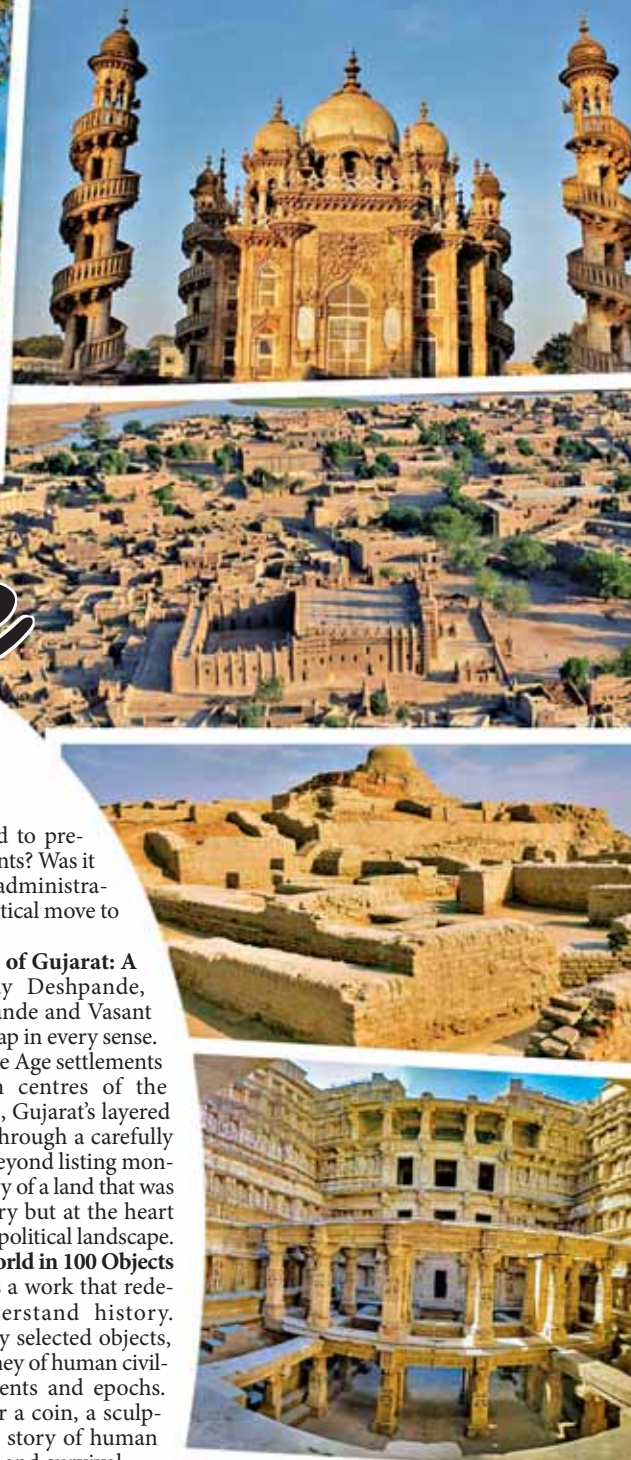 d to pre-
nts? Was it
administra-
tical move to
of Gujarat: A
y Deshpande,
ande and Vasant
ap in every sense.
e Age settlements
n centres of the
, Gujarat's layered
hrough a carefully
eyond listing mon-
y of a land that was
ry but at the heart
political landscape.
orld in 100 Objects
s a work that rede-
erstand history.
y selected objects,
ney of human civil-
ents and epochs.
r a coin, a sculp-
story of human
and survival